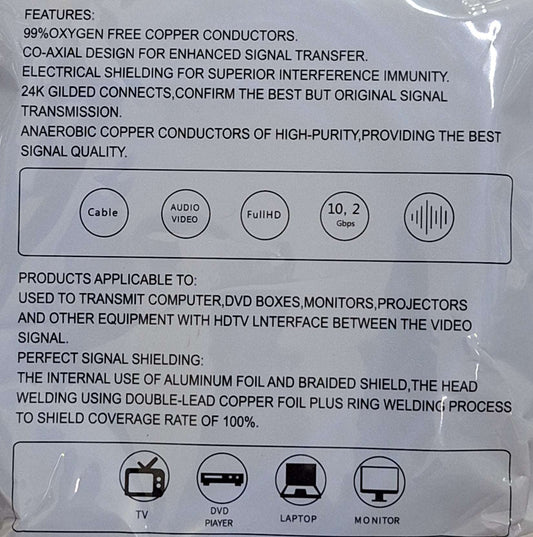 FEATURES:
99%OXYGEN FREE COPPER CONDUCTORS.
CO-AXIAL DESIGN FOR ENHANCED SIGNAL TRANSFER.
ELECTRICAL SHIELDING FOR SUPERIOR INTERFERENCE IMMUNITY.
24K GILDED CONNECTS,CONFIRM THE BEST BUT ORIGINAL SIGNAL
TRANSMISSION.
ANAEROBIC COPPER CONDUCTORS OF HIGH-PURITY,PROVIDING THE BEST
SIGNAL QUALITY.
Cable
AUDIO
VIDEO
FullHD
10, 2
Gbps
PRODUCTS APPLICABLE TO:
USED TO TRANSMIT COMPUTER,DVD BOXES,MONITORS,PROJECTORS
AND OTHER EQUIPMENT WITH HDTV LNTERFACE BETWEEN THE VIDEO
SIGNAL.
PERFECT SIGNAL SHIELDING:
THE INTERNAL USE OF ALUMINUM FOIL AND BRAIDED SHIELD,THE HEAD
WELDING USING DOUBLE-LEAD COPPER FOIL PLUS RING WELDING PROCESS
TO SHIELD COVERAGE RATE OF 100%.
TV
DVD
PIAYER
LAPTOP
MONITOR